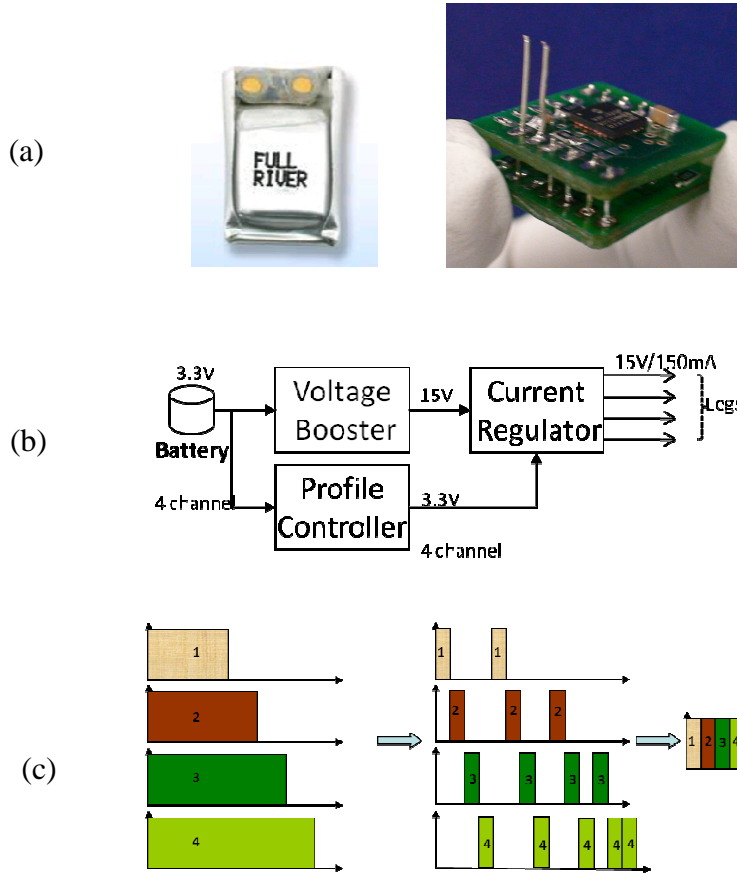 (a)
FULL
RIVER
(b)
3.3V
Battery
4 channel
Voltage
Booster
15V
Profile
Controller
3.3V
4 channel
Current
Regulator
15V/150mA
Legs
(c)
1
2
3
4
1 1
2 2 2
3 3 3 3
4 4 4 4 4
1 2 3 4